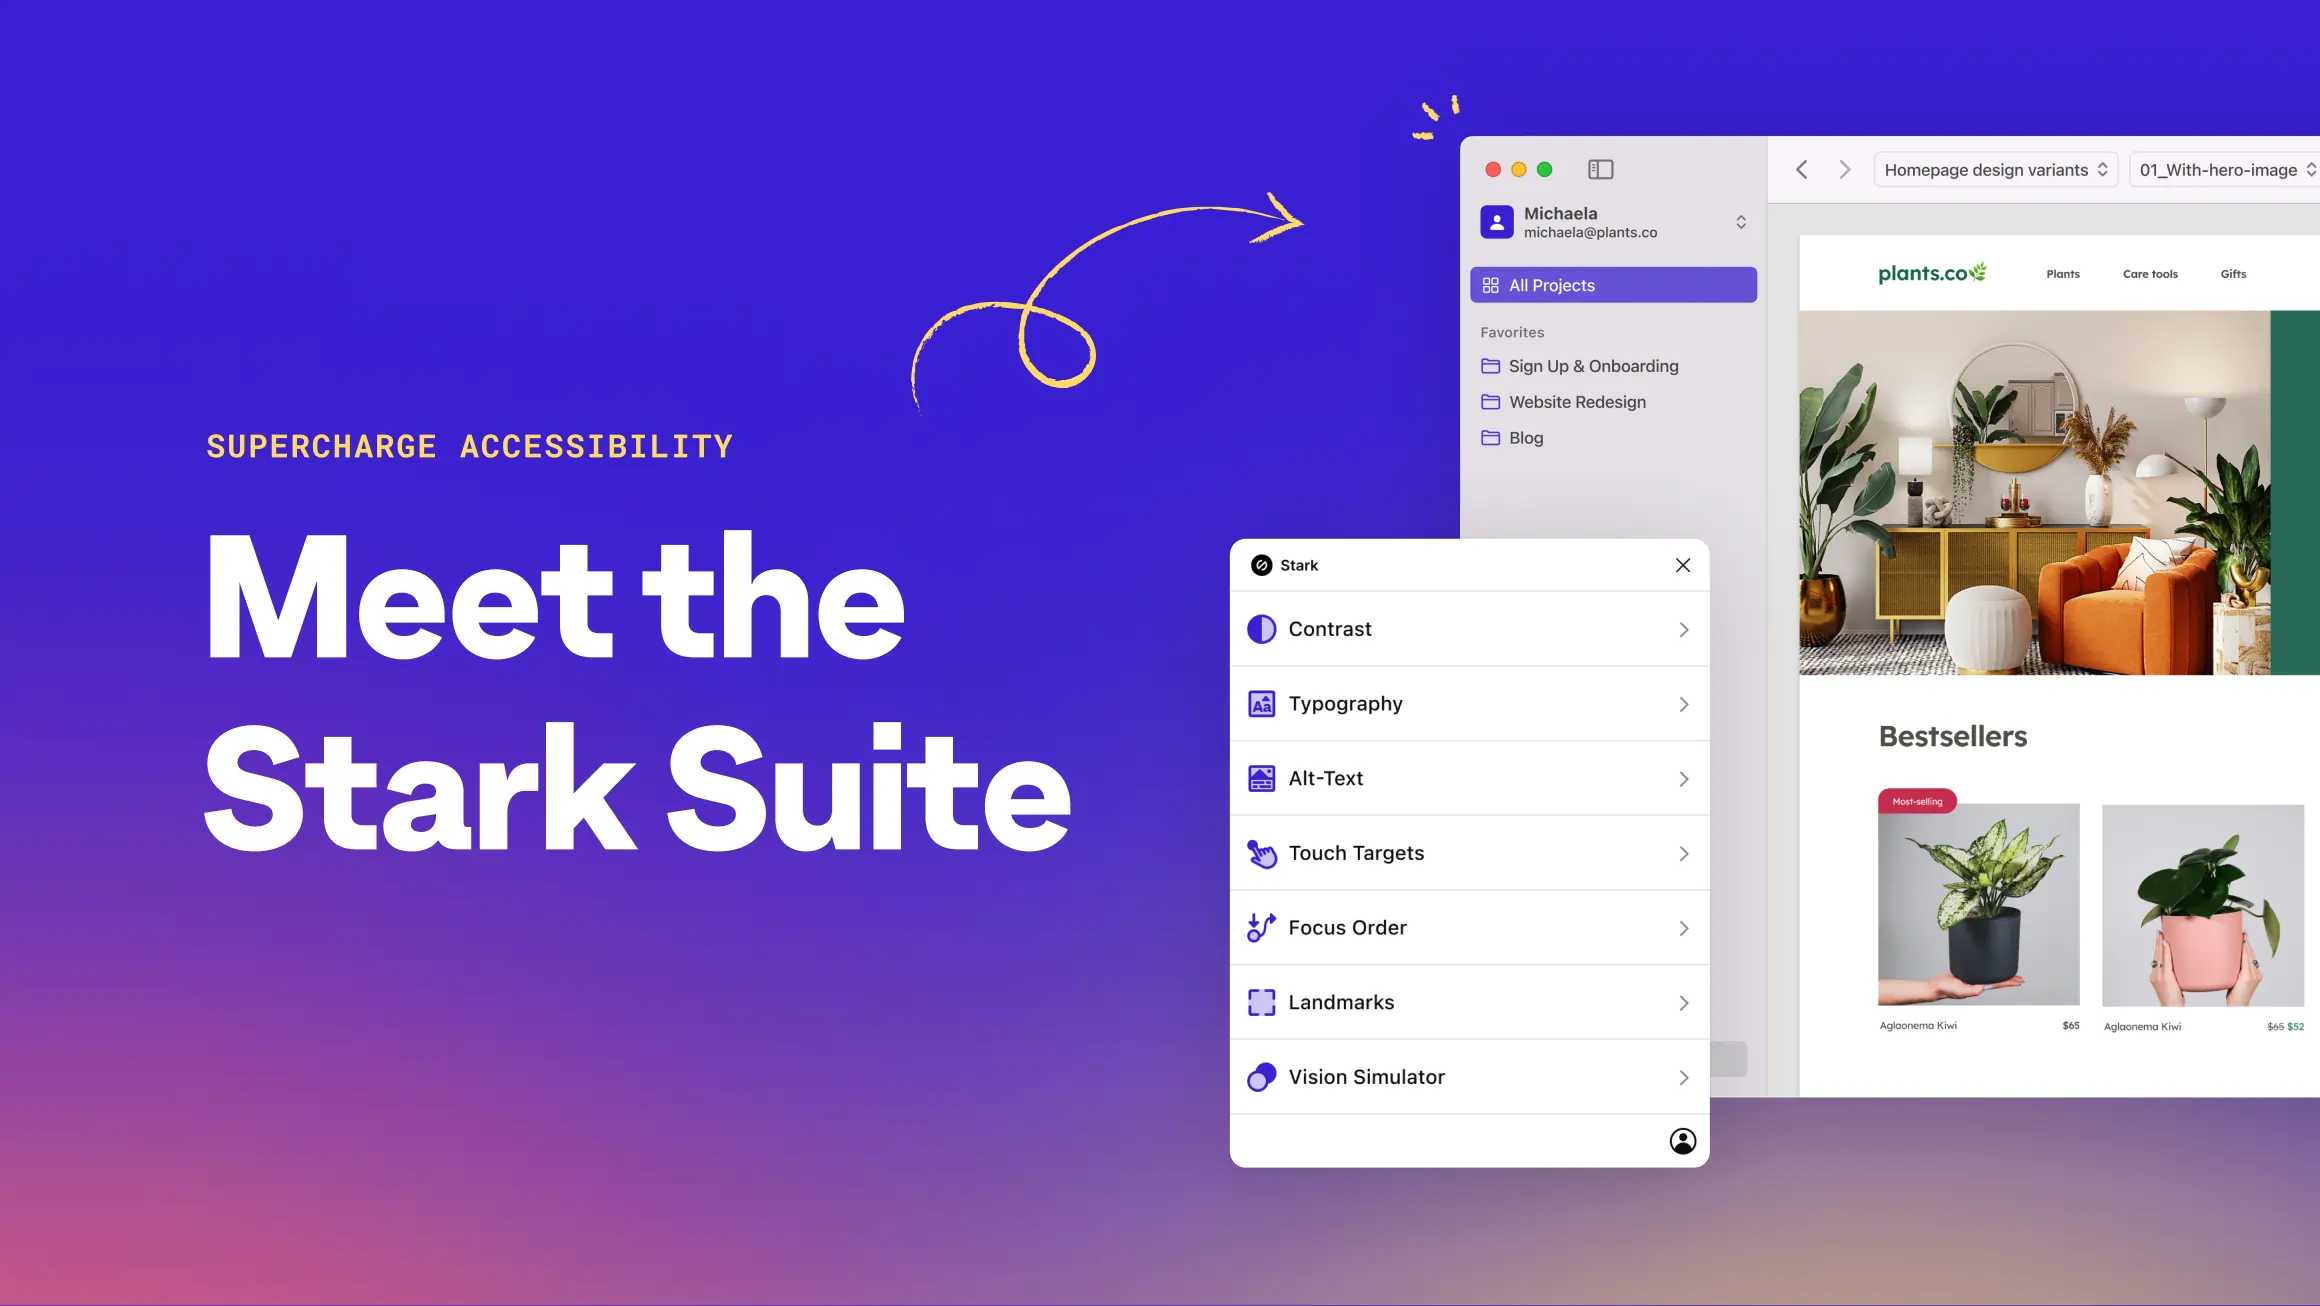 SUPERCHARGE ACCESSIBILITY
Meet the
Stark Suite
Michaela
michaela@plants.co
All Projects
Favorites
Sign Up & Onboarding
Website Redesign
Blog
Homepage design variants
01_With-hero-image
plants.co
Plants
Care tools
Gifts
Bestsellers
Most-selling
Aglaonema Kiwi
$65
Aglaonema Kiwi
$65 $52
Stark
Contrast
Aa
Typography
Alt-Text
Touch Targets
Focus Order
Landmarks
Vision Simulator